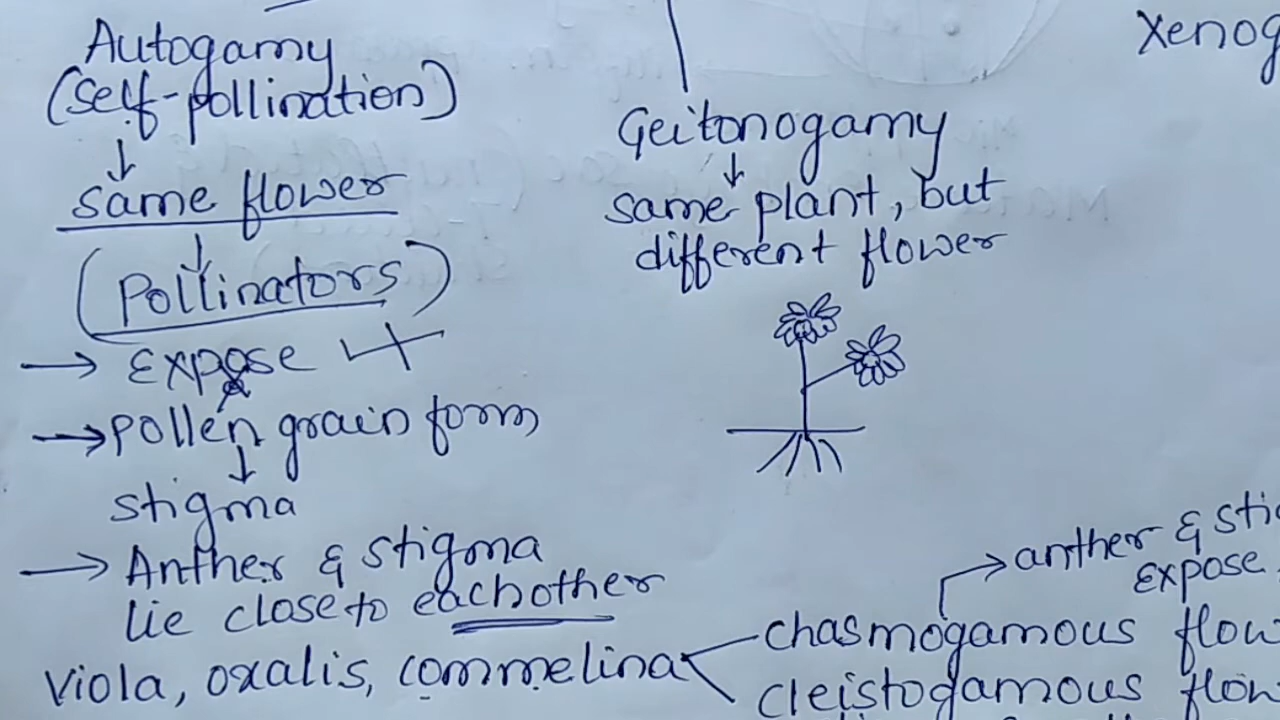 Autogamy
(self-pollination)
↓
same flower
↓
(Pollinators)
→ Expose
→ pollen grain form
↓
stigma
→ Anther & stigma
lie close to eachother
Viola, oxalis, commelina
Geitonogamy
↓
same plant, but
different flower
Xenog
→ anther & sti
expose
chasmogamous flow
cleistogamous flow